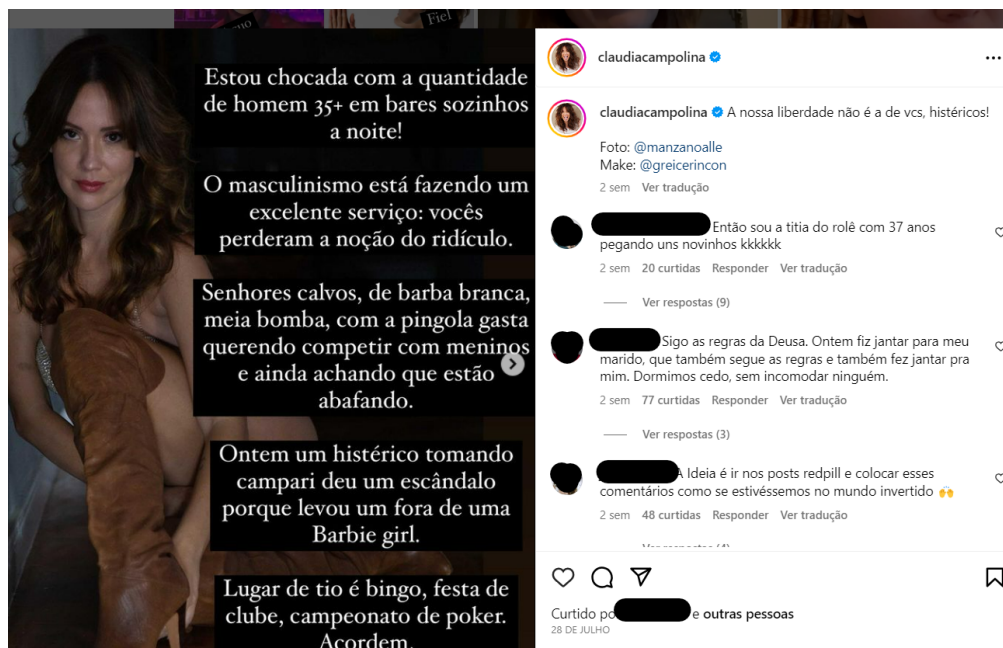 Fiel
Estou chocada com a quantidade
de homem 35+ em bares sozinhos
a noite!
O masculinismo está fazendo um
excelente serviço: vocês
perderam a noção do ridículo.
Senhores calvos, de barba branca,
meia bomba, com a pingola gasta
querendo competir com meninos
e ainda achando que estão
abafando.
Ontem um histérico tomando
campari deu um escândalo
porque levou um fora de uma
Barbie girl.
Lugar de tio é bingo, festa de
clube, campeonato de poker.
Acordem.
claudiacampolina
claudiacampolina A nossa liberdade não é a de vcs, histéricos!
Foto: @manzanoalle
Make: @greicerincon
2 sem Ver tradução
Então sou a titia do rolê com 37 anos
pegando uns novinhos kkkkkk
2 sem 20 curtidas Responder Ver tradução
Ver respostas (9)
Sigo as regras da Deusa. Ontem fiz jantar para meu
marido, que também segue as regras e também fez jantar pra
mim. Dormimos cedo, sem incomodar ninguém.
2 sem 77 curtidas Responder Ver tradução
Ver respostas (3)
A Ideia é ir nos posts redpill e colocar esses
comentários como se estivéssemos no mundo invertido 🙌
2 sem 48 curtidas Responder Ver tradução
Ver respostas (4)
Curtido po e outras pessoas
28 DE JULHO